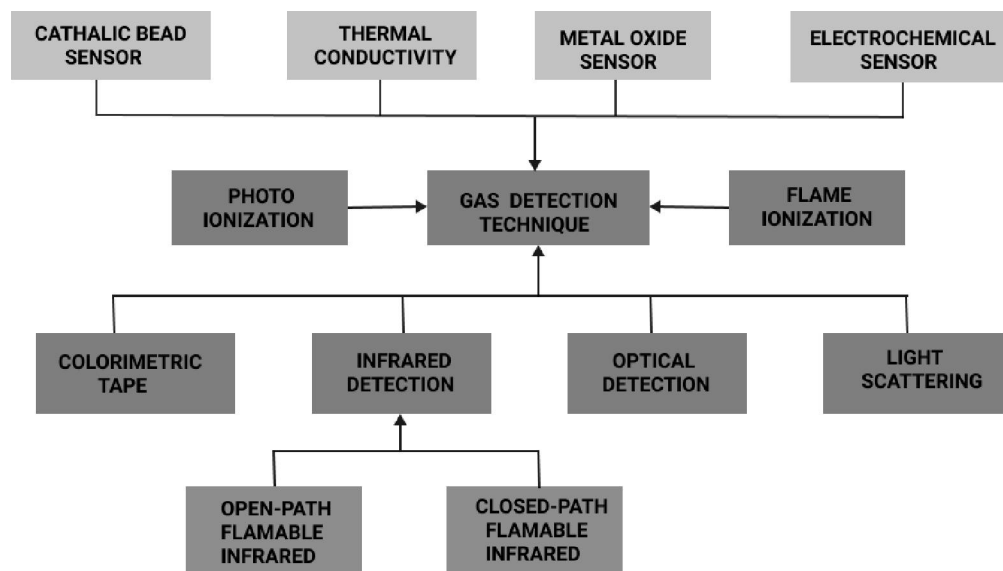 CATHALIC BEAD
SENSOR
THERMAL
CONDUCTIVITY
METAL OXIDE
SENSOR
ELECTROCHEMICAL
SENSOR
PHOTO
IONIZATION
GAS DETECTION
TECHNIQUE
FLAME
IONIZATION
COLORIMETRIC
TAPE
INFRARED
DETECTION
OPTICAL
DETECTION
LIGHT
SCATTERING
OPEN-PATH
FLAMABLE
INFRARED
CLOSED-PATH
FLAMABLE
INFRARED